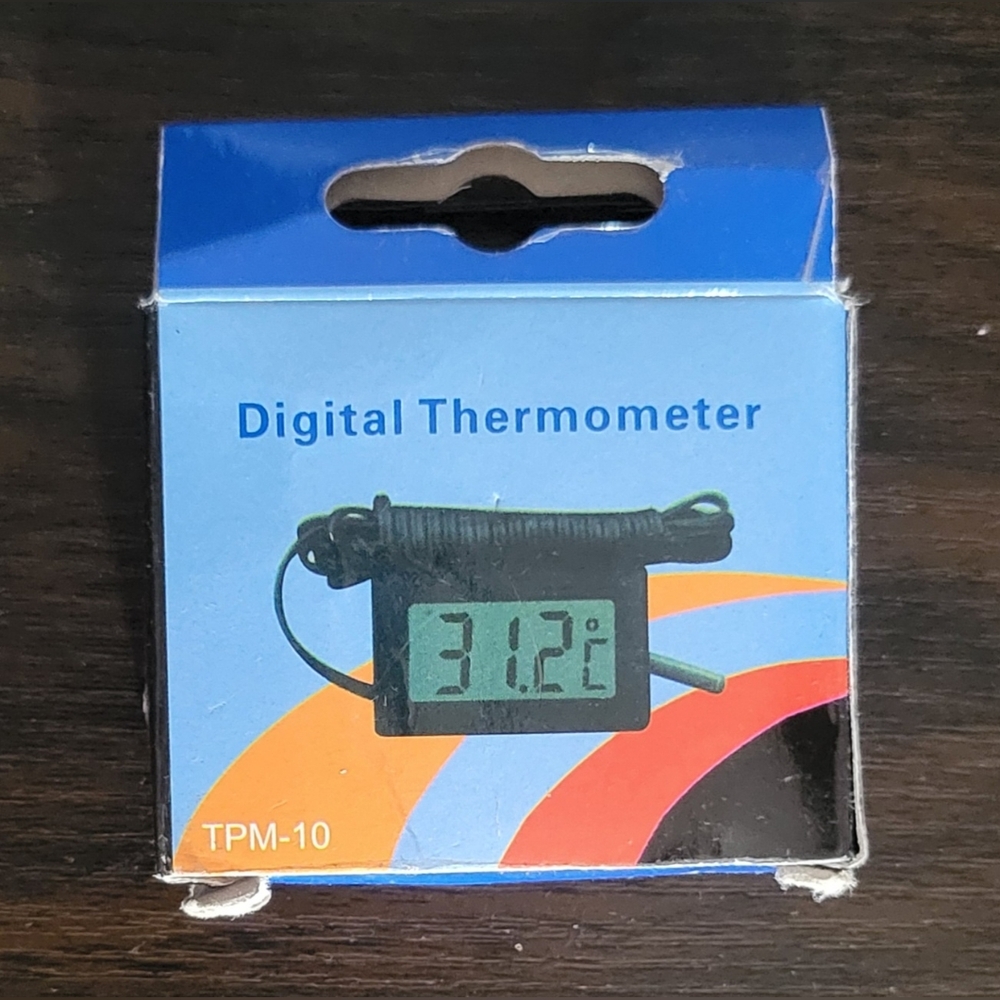 Digital Thermometer
31.2°C
TPM-10